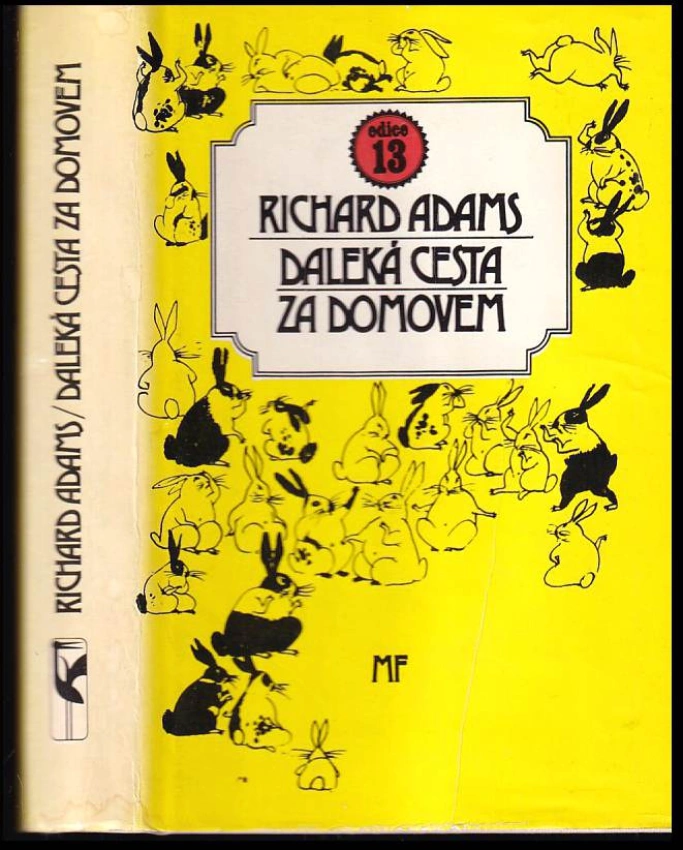 RICHARD ADAMS / DALEKÁ CESTA ZA DOMOVEM
edice
13
RICHARD ADAMS
DALEKÁ CESTA
ZA DOMOVEM
MF